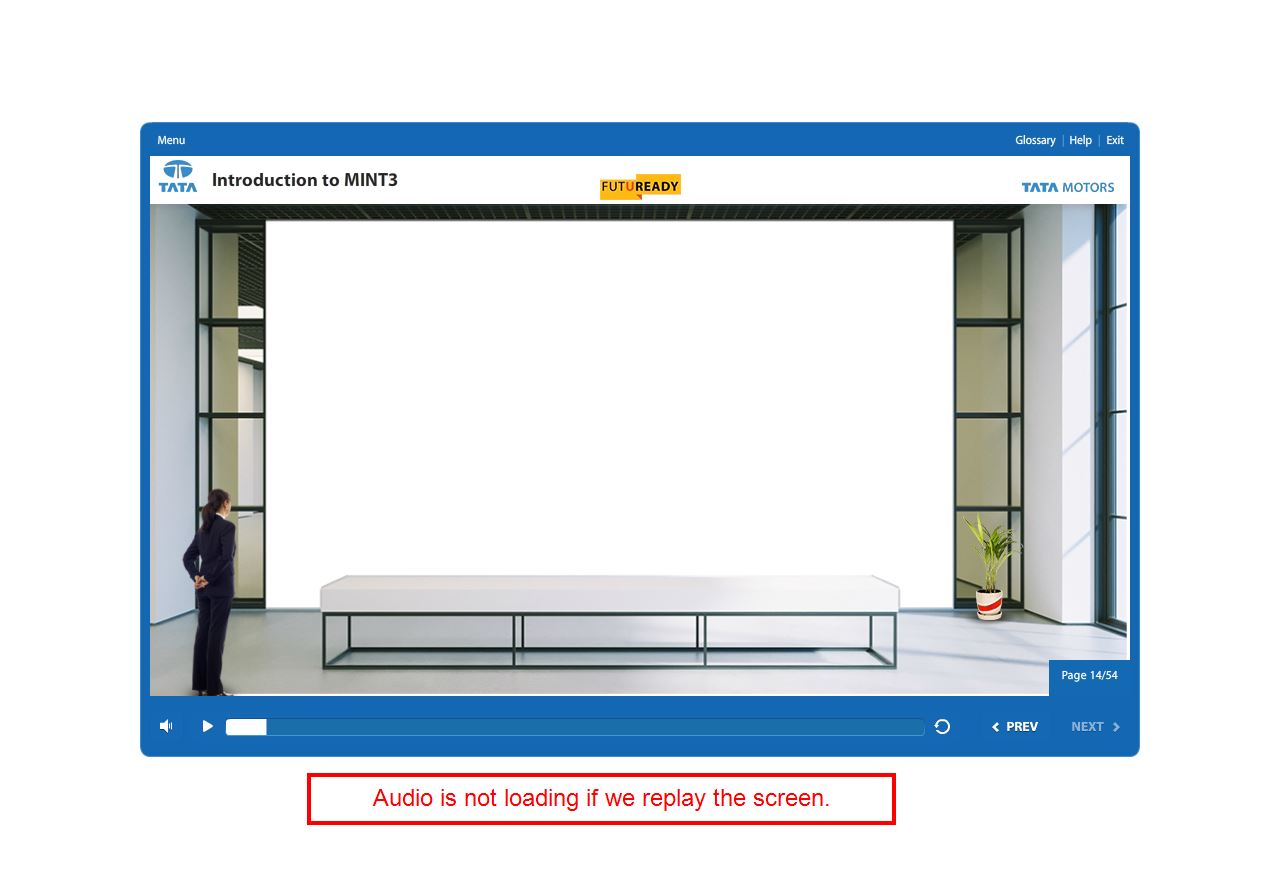 Menu
Glossary | Help | Exit
TATA
Introduction to MINT3
FUTUREADY
TATA MOTORS
Page 14/54
PREV
NEXT
Audio is not loading if we replay the screen.